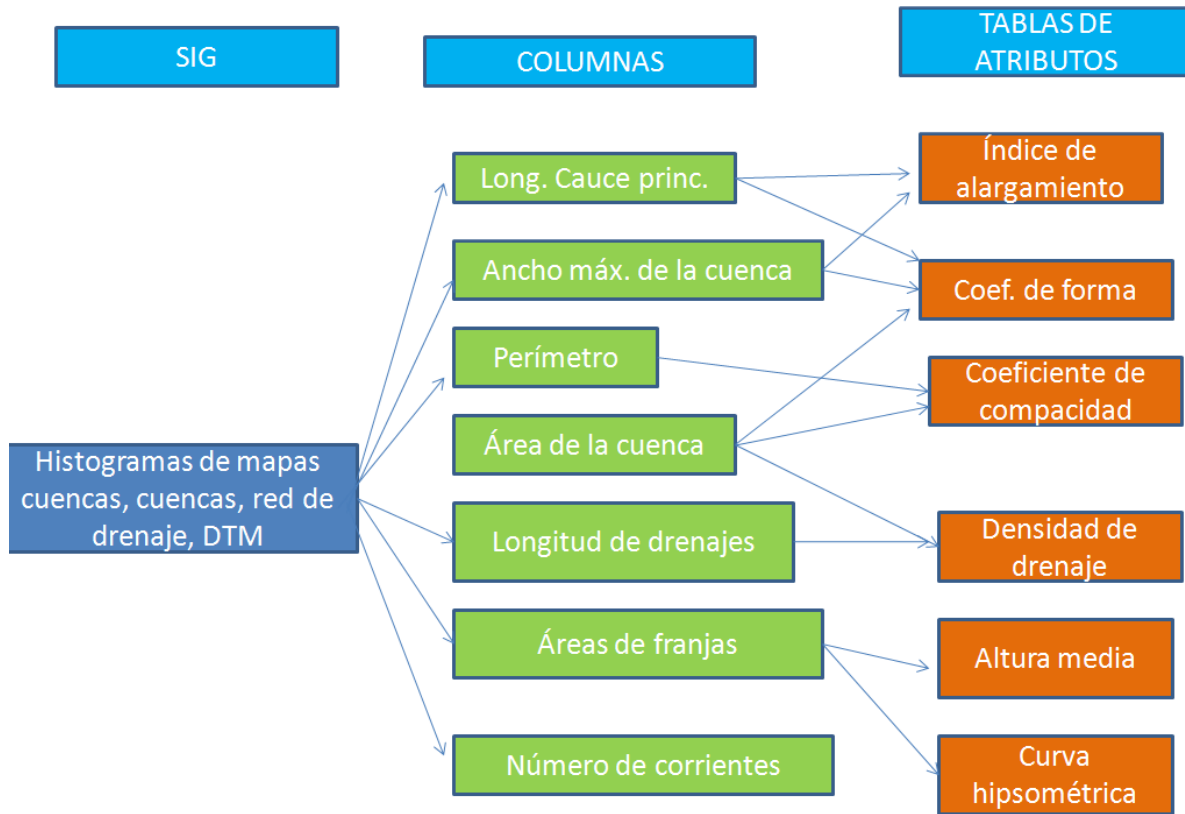 SIG
COLUMNAS
TABLAS DE
ATRIBUTOS
Long. Cauce princ.
Ancho máx. de la cuenca
Perímetro
Área de la cuenca
Longitud de drenajes
Áreas de franjas
Número de corrientes
Histogramas de mapas
cuencas, cuencas, red de
drenaje, DTM
Índice de
alargamiento
Coef. de forma
Coeficiente de
compacidad
Densidad de
drenaje
Altura media
Curva
hipsométrica